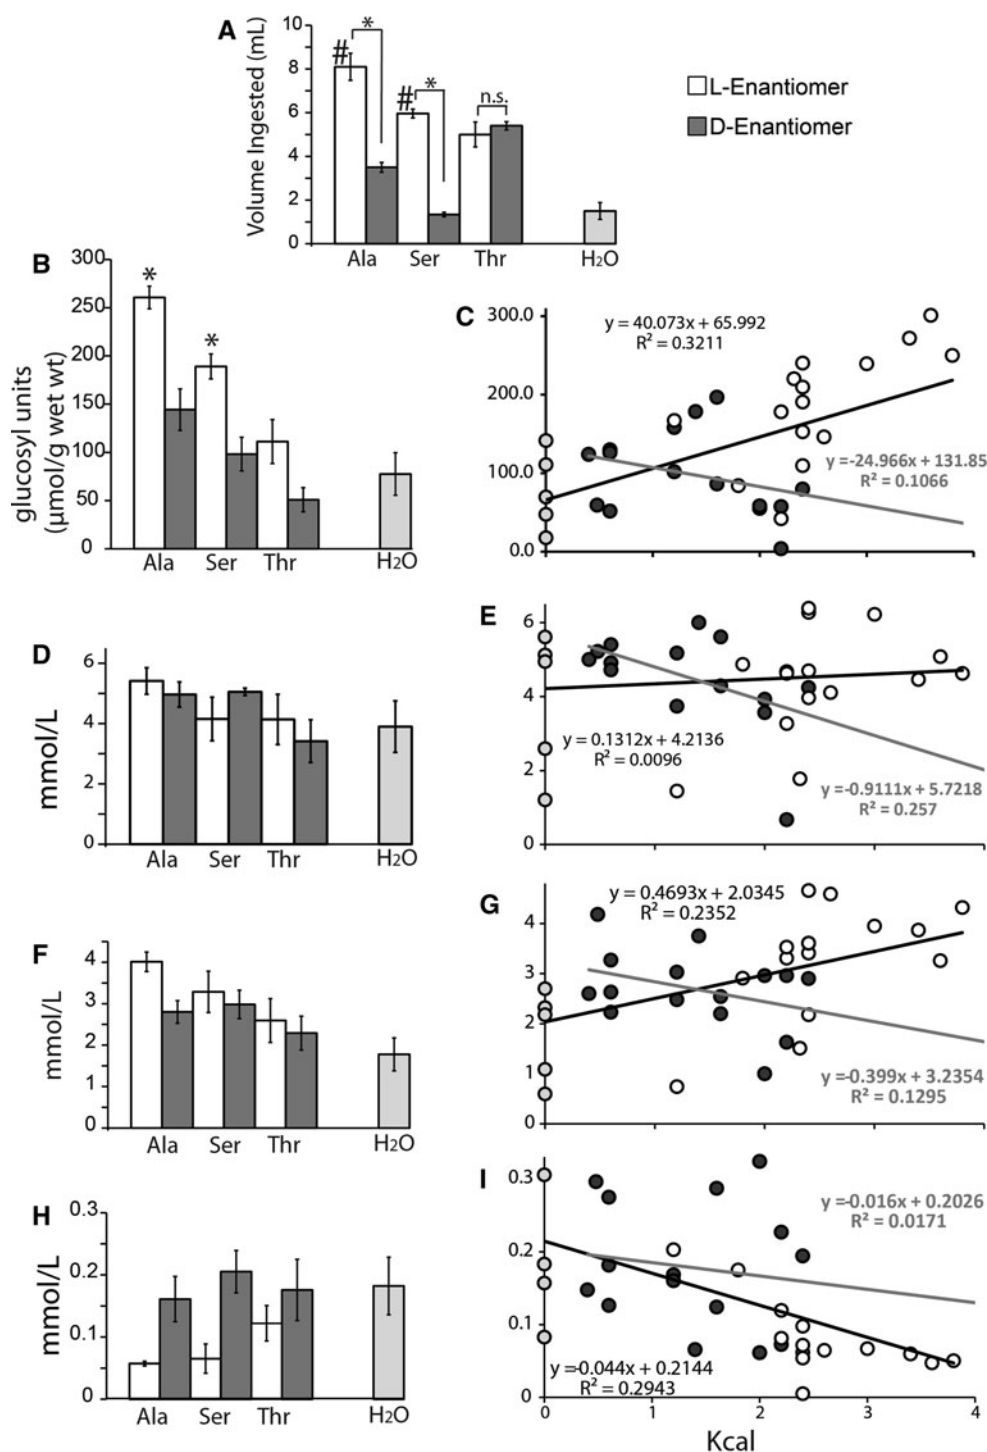 A
Volume Ingested (mL)
10
8
6
4
2
0
#
*
#
*
n.s.
Ala
Ser
Thr
H2O
L-Enantiomer
D-Enantiomer
B
glucosyl units
(µmol/g wet wt)
300
250
200
150
100
50
0
*
*
Ala
Ser
Thr
H2O
C
300.0
200.0
100.0
0.0
y = 40.073x + 65.992
R² = 0.3211
y =-24.966x + 131.85
R² = 0.1066
D
mmol/L
6
4
2
0
Ala
Ser
Thr
H2O
E
6
4
2
0
y = 0.1312x + 4.2136
R² = 0.0096
y =-0.9111x + 5.7218
R² = 0.257
F
mmol/L
4
3
2
1
0
Ala
Ser
Thr
H2O
G
4
3
2
1
0
y = 0.4693x + 2.0345
R² = 0.2352
y =-0.399x + 3.2354
R² = 0.1295
H
mmol/L
0.3
0.2
0.1
0
Ala
Ser
Thr
H2O
I
0.3
0.2
0.1
0
y =-0.016x + 0.2026
R² = 0.0171
y =-0.044x + 0.2144
R² = 0.2943
0
1
2
3
4
Kcal